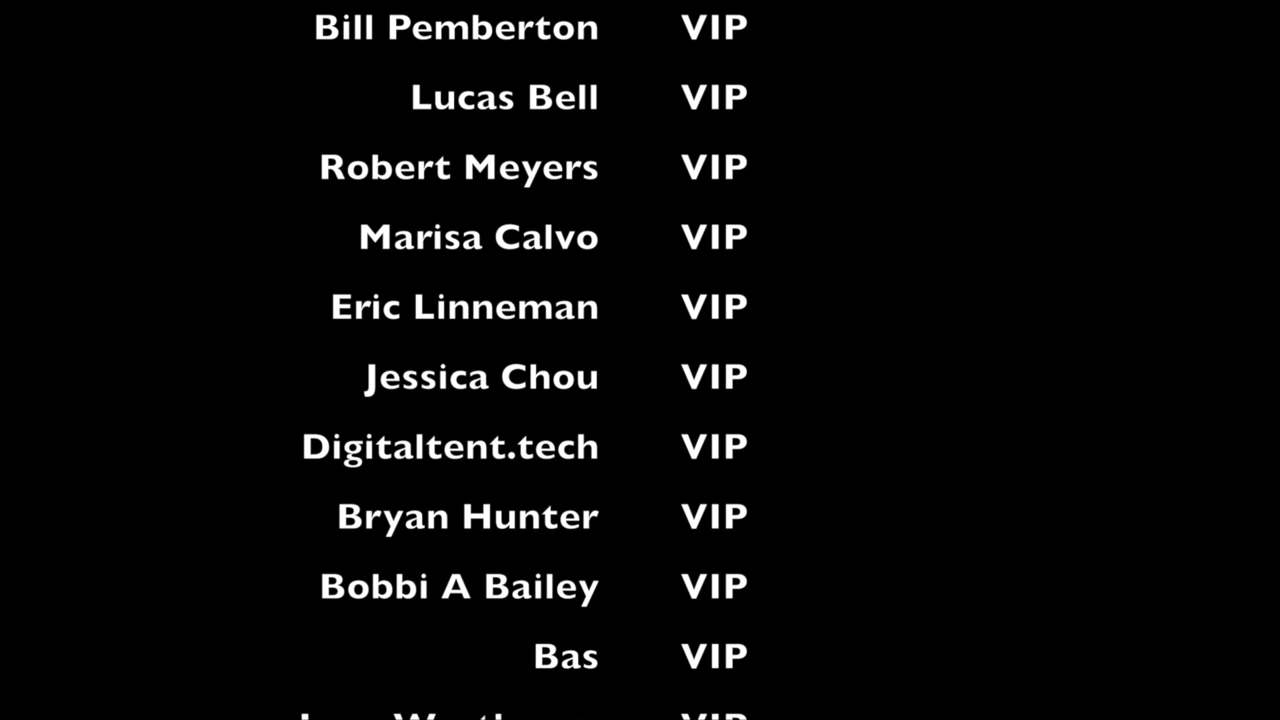 Bill Pemberton VIP
Lucas Bell VIP
Robert Meyers VIP
Marisa Calvo VIP
Eric Linneman VIP
Jessica Chou VIP
Digitaltent.tech VIP
Bryan Hunter VIP
Bobbi A Bailey VIP
Bas VIP
VIP